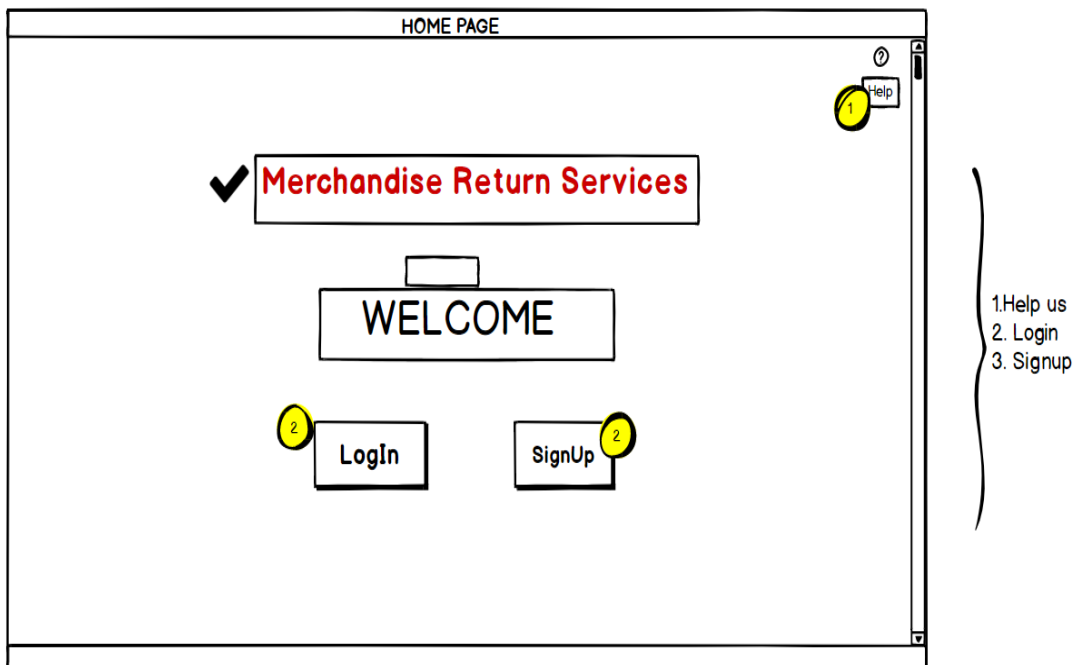 HOME PAGE
?
Help
1
Merchandise Return Services
WELCOME
2
LogIn
SignUp
2
1.Help us
2. Login
3. Signup